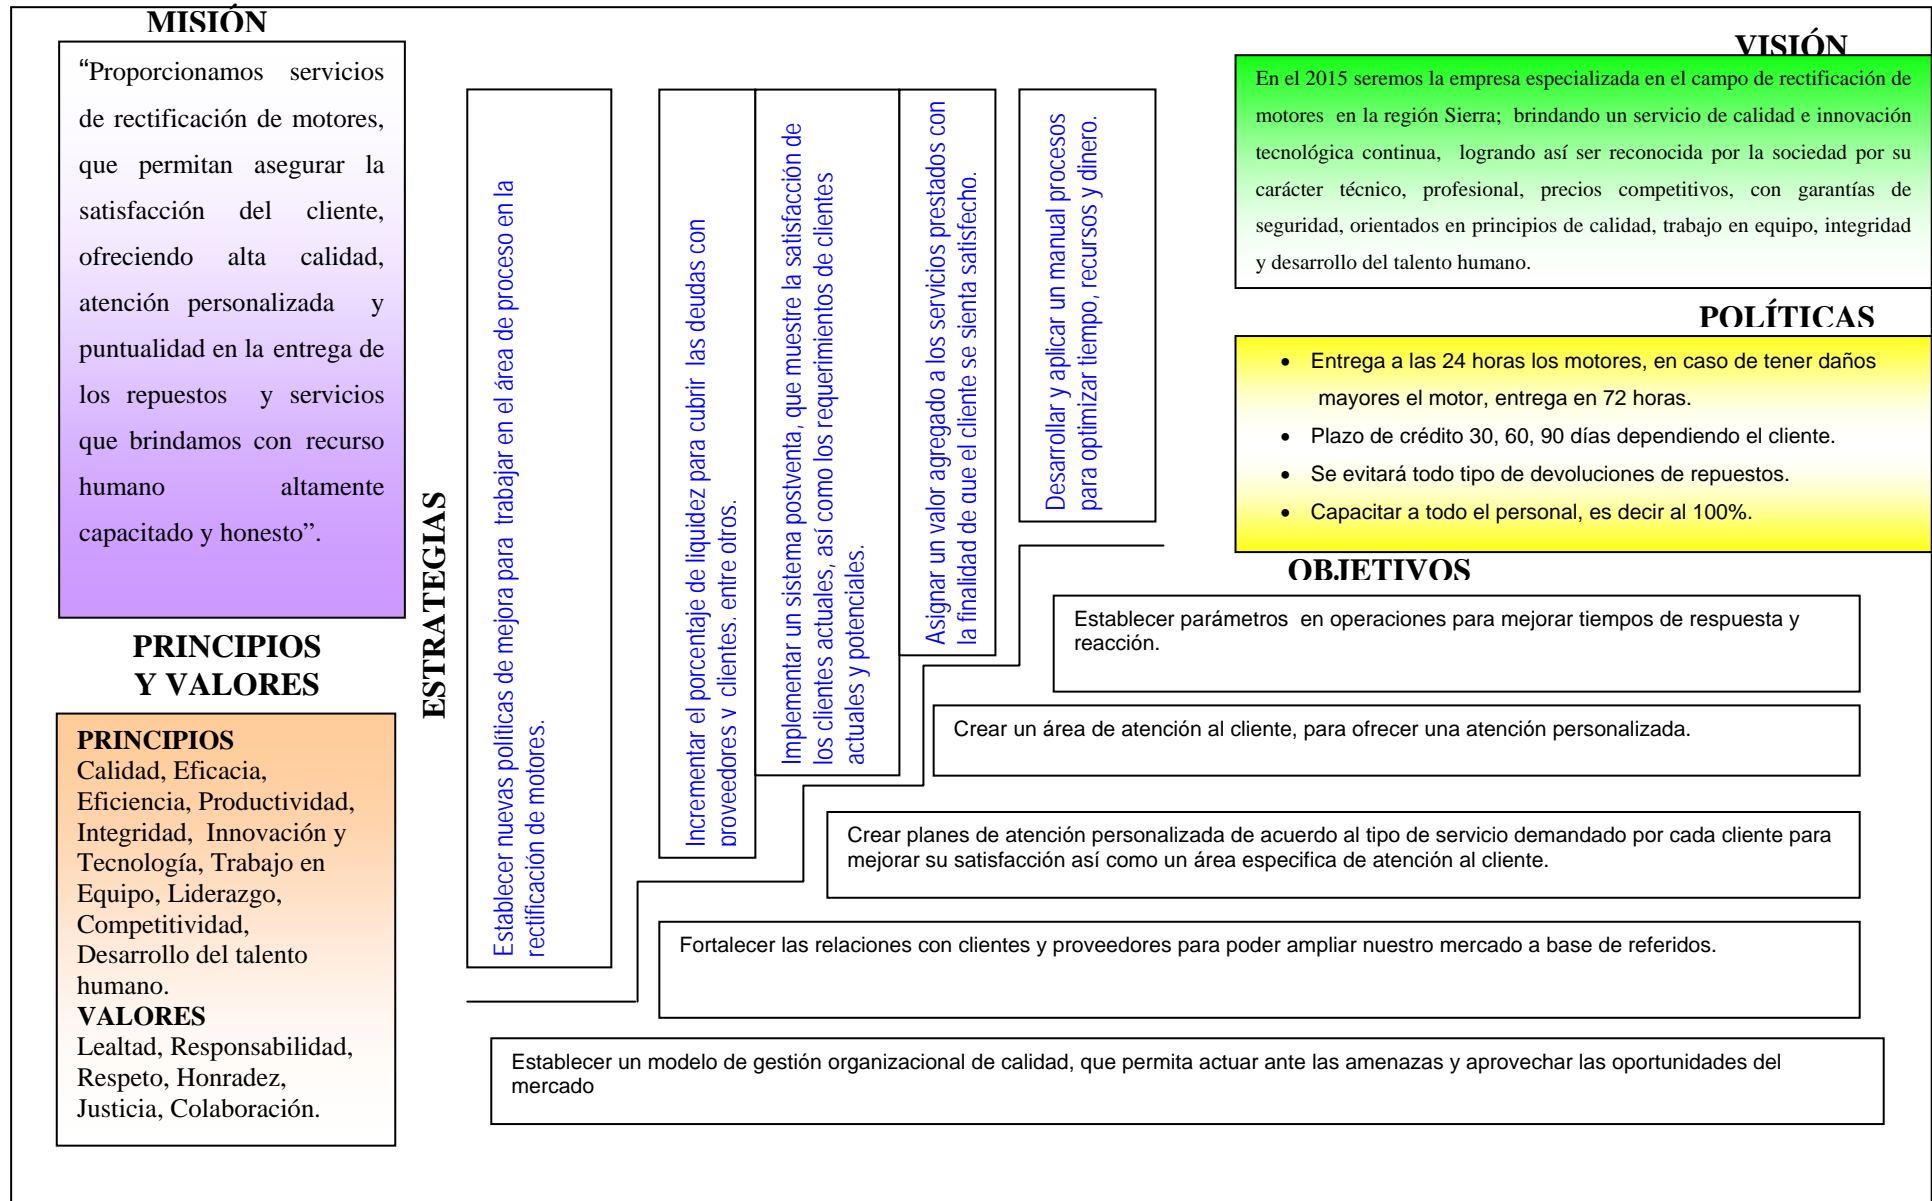 MISIÓN
“Proporcionamos servicios
de rectificación de motores,
que permitan asegurar la
satisfacción del cliente,
ofreciendo alta calidad,
atención personalizada y
puntualidad en la entrega de
los repuestos y servicios
que brindamos con recurso
humano altamente
capacitado y honesto”.
PRINCIPIOS
Y VALORES
PRINCIPIOS
Calidad, Eficacia,
Eficiencia, Productividad,
Integridad, Innovación y
Tecnología, Trabajo en
Equipo, Liderazgo,
Competitividad,
Desarrollo del talento
humano.
VALORES
Lealtad, Responsabilidad,
Respeto, Honradez,
Justicia, Colaboración.
ESTRATEGIAS
Establecer nuevas políticas de mejora para trabajar en el área de proceso en la
rectificación de motores.
Incrementar el porcentaje de liquidez para cubrir las deudas con
proveedores y clientes, entre otros.
Implementar un sistema postventa, que muestre la satisfacción de
los clientes actuales, así como los requerimientos de clientes
actuales y potenciales.
Asignar un valor agregado a los servicios prestados con
la finalidad de que el cliente se sienta satisfecho.
Desarrollar y aplicar un manual procesos
para optimizar tiempo, recursos y dinero.
VISIÓN
En el 2015 seremos la empresa especializada en el campo de rectificación de
motores en la región Sierra; brindando un servicio de calidad e innovación
tecnológica continua, logrando así ser reconocida por la sociedad por su
carácter técnico, profesional, precios competitivos, con garantías de
seguridad, orientados en principios de calidad, trabajo en equipo, integridad
y desarrollo del talento humano.
POLÍTICAS
• Entrega a las 24 horas los motores, en caso de tener daños
mayores el motor, entrega en 72 horas.
• Plazo de crédito 30, 60, 90 días dependiendo el cliente.
• Se evitará todo tipo de devoluciones de repuestos.
• Capacitar a todo el personal, es decir al 100%.
OBJETIVOS
Establecer parámetros en operaciones para mejorar tiempos de respuesta y
reacción.
Crear un área de atención al cliente, para ofrecer una atención personalizada.
Crear planes de atención personalizada de acuerdo al tipo de servicio demandado por cada cliente para
mejorar su satisfacción así como un área especifica de atención al cliente.
Fortalecer las relaciones con clientes y proveedores para poder ampliar nuestro mercado a base de referidos.
Establecer un modelo de gestión organizacional de calidad, que permita actuar ante las amenazas y aprovechar las oportunidades del
mercado